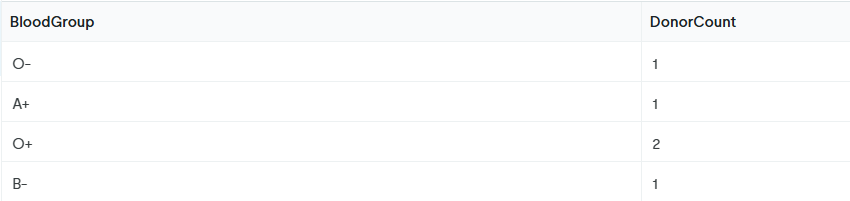 BloodGroup DonorCount
O- 1
A+ 1
O+ 2
B- 1